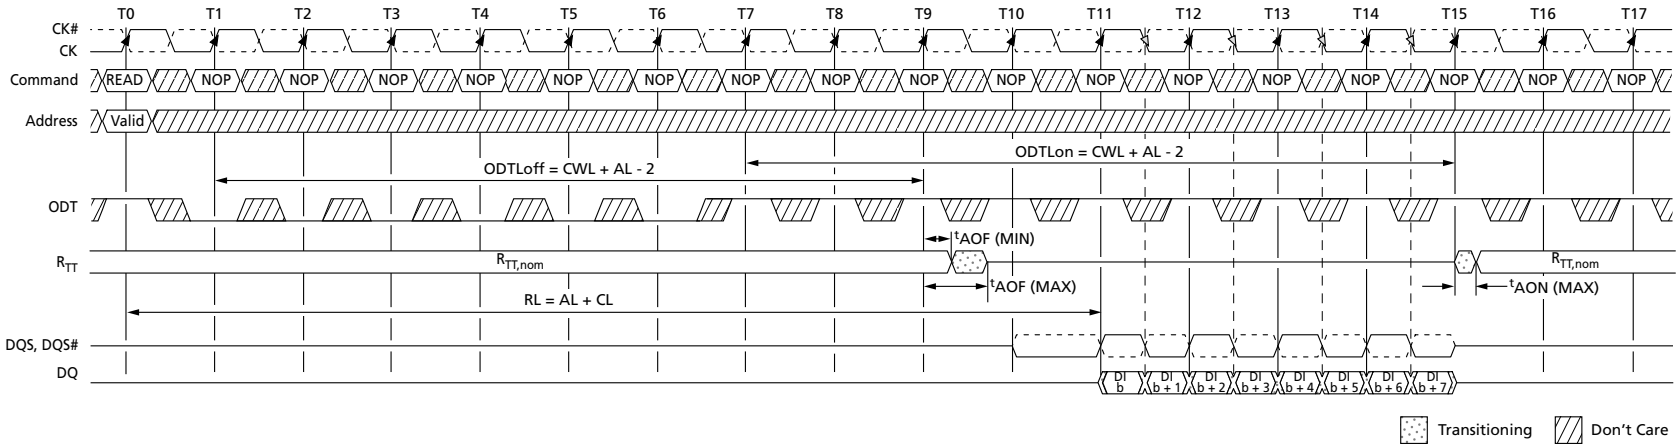 T0 T1 T2 T3 T4 T5 T6 T7 T8 T9 T10 T11 T12 T13 T14 T15 T16 T17
CK#
CK
Command READ NOP NOP NOP NOP NOP NOP NOP NOP NOP NOP NOP NOP NOP NOP NOP NOP NOP
Address Valid
ODTLon = CWL + AL - 2
ODTLoff = CWL + AL - 2
ODT
tAOF (MIN)
RTT RTT,nom RTT,nom
tAOF (MAX) tAON (MAX)
RL = AL + CL
DQS, DQS#
DQ
DI DI DI DI DI DI DI DI
b b + 1 b + 2 b + 3 b + 4 b + 5 b + 6 b + 7
Transitioning Don't Care